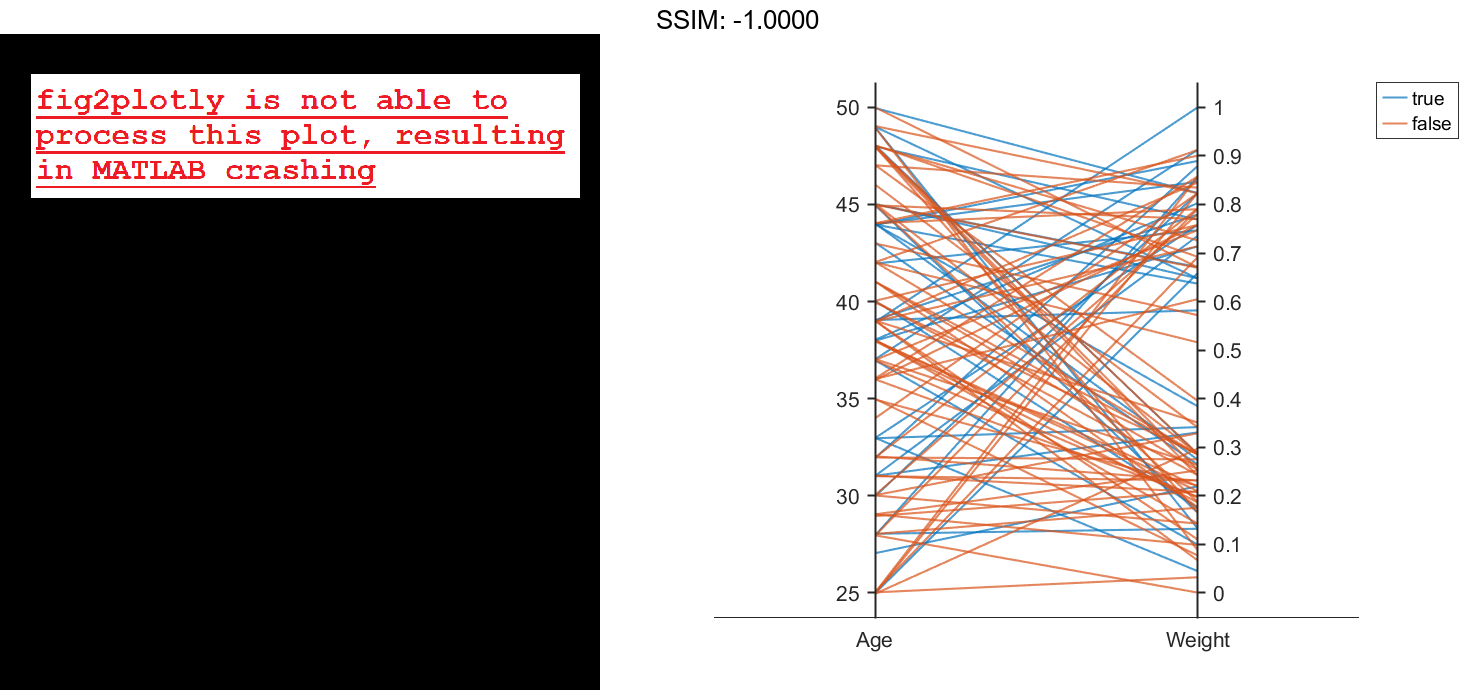 SSIM: -1.0000
fig2plotly is not able to
process this plot, resulting
in MATLAB crashing
50
45
40
35
30
25
1
0.9
0.8
0.7
0.6
0.5
0.4
0.3
0.2
0.1
0
true
false
Age
Weight